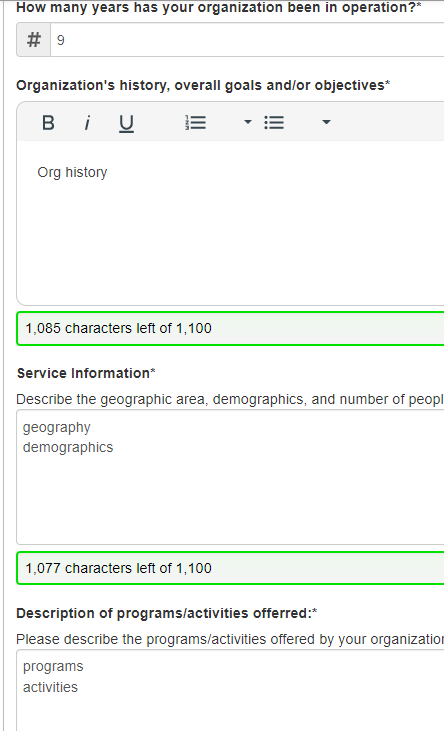 How many years has your organization been in operation?*
# 9
Organization's history, overall goals and/or objectives*
B i U
Org history
1,085 characters left of 1,100
Service Information*
Describe the geographic area, demographics, and number of peopl
geography
demographics
1,077 characters left of 1,100
Description of programs/activities offerred:*
Please describe the programs/activities offered by your organization
programs
activities